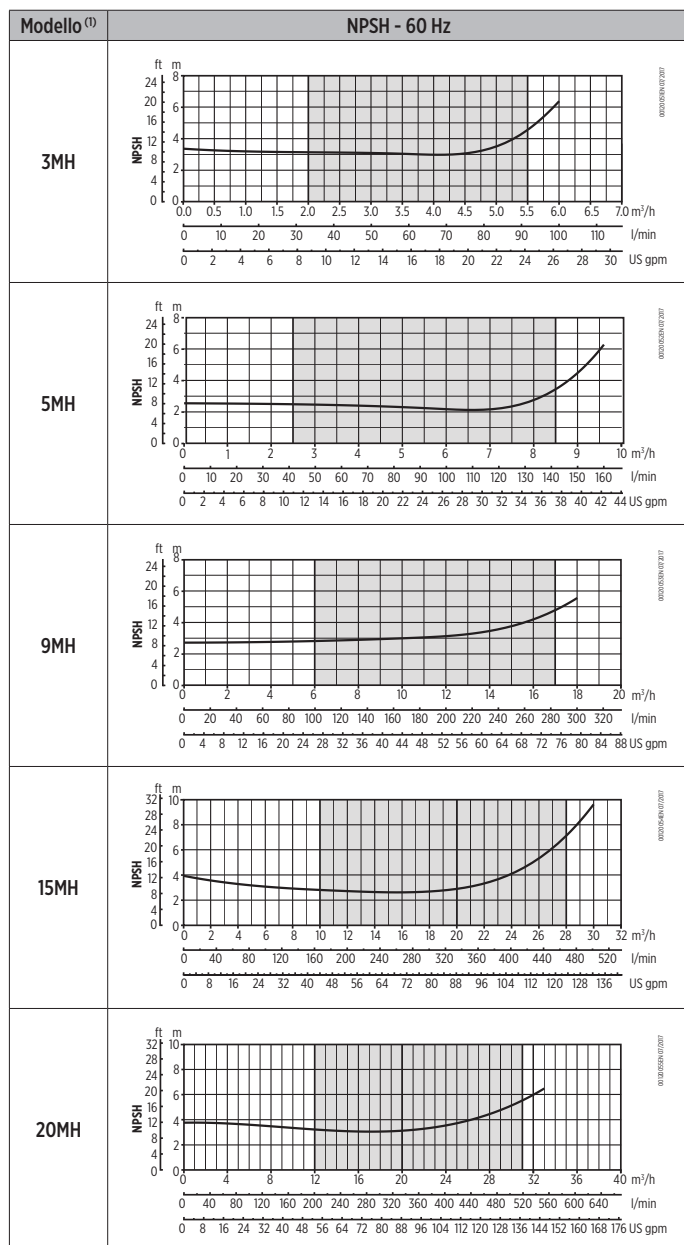 Modello (1) NPSH - 60 Hz
3MH
ft m
NPSH
24 20 16 12 8 4 0
8 6 4 2 0
0.0 0.5 1.0 1.5 2.0 2.5 3.0 3.5 4.0 4.5 5.0 5.5 6.0 6.5 7.0 m³/h
0 10 20 30 40 50 60 70 80 90 100 110 l/min
0 2 4 6 8 10 12 14 16 18 20 22 24 26 28 30 US gpm
5MH
ft m
NPSH
24 20 16 12 8 4 0
8 6 4 2 0
0 1 2 3 4 5 6 7 8 9 10 m³/h
0 10 20 30 40 50 60 70 80 90 100 110 120 130 140 150 160 l/min
0 2 4 6 8 10 12 14 16 18 20 22 24 26 28 30 32 34 36 38 40 42 44 US gpm
9MH
ft m
NPSH
24 20 16 12 8 4 0
8 6 4 2 0
0 2 4 6 8 10 12 14 16 18 20 m³/h
0 20 40 60 80 100 120 140 160 180 200 220 240 260 280 300 320 l/min
0 4 8 12 16 20 24 28 32 36 40 44 48 52 56 60 64 68 72 76 80 84 88 US gpm
15MH
ft m
NPSH
32 28 24 20 16 12 8 4 0
10 8 6 4 2 0
0 2 4 6 8 10 12 14 16 18 20 22 24 26 28 30 32 m³/h
0 40 80 120 160 200 240 280 320 360 400 440 480 520 l/min
0 8 16 24 32 40 48 56 64 72 80 88 96 104 112 120 128 136 US gpm
20MH
ft m
NPSH
32 28 24 20 16 12 8 4 0
10 8 6 4 2 0
0 4 8 12 16 20 24 28 32 36 40 m³/h
0 40 80 120 160 200 240 280 320 360 400 440 480 520 560 600 640 l/min
0 8 16 24 32 40 48 56 64 72 80 88 96 104 112 120 128 136 144 152 160 168 176 US gpm